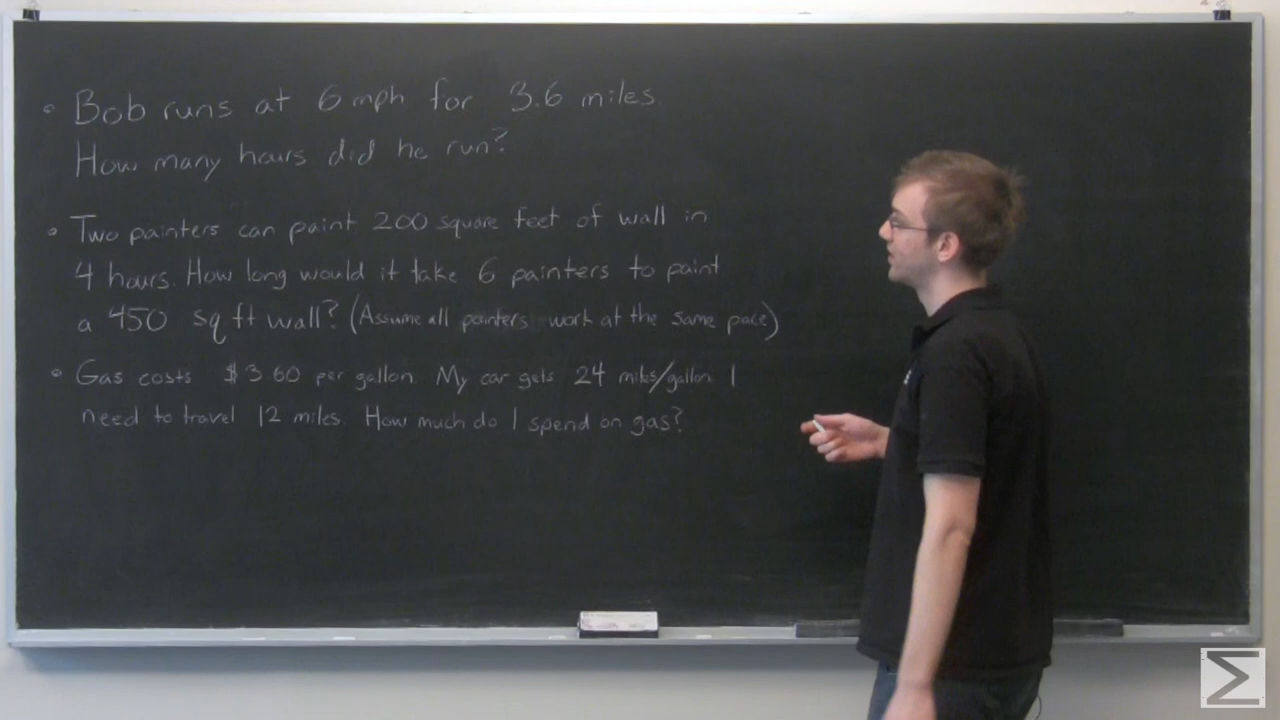 • Bob runs at 6 mph for 3.6 miles.
How many hours did he run?
• Two painters can paint 200 square feet of wall in
4 hours. How long would it take 6 painters to paint
a 450 sq ft wall? (Assume all painters work at the same pace)
• Gas costs $3.60 per gallon. My car gets 24 miles/gallon. I
need to travel 12 miles. How much do I spend on gas?
Σ